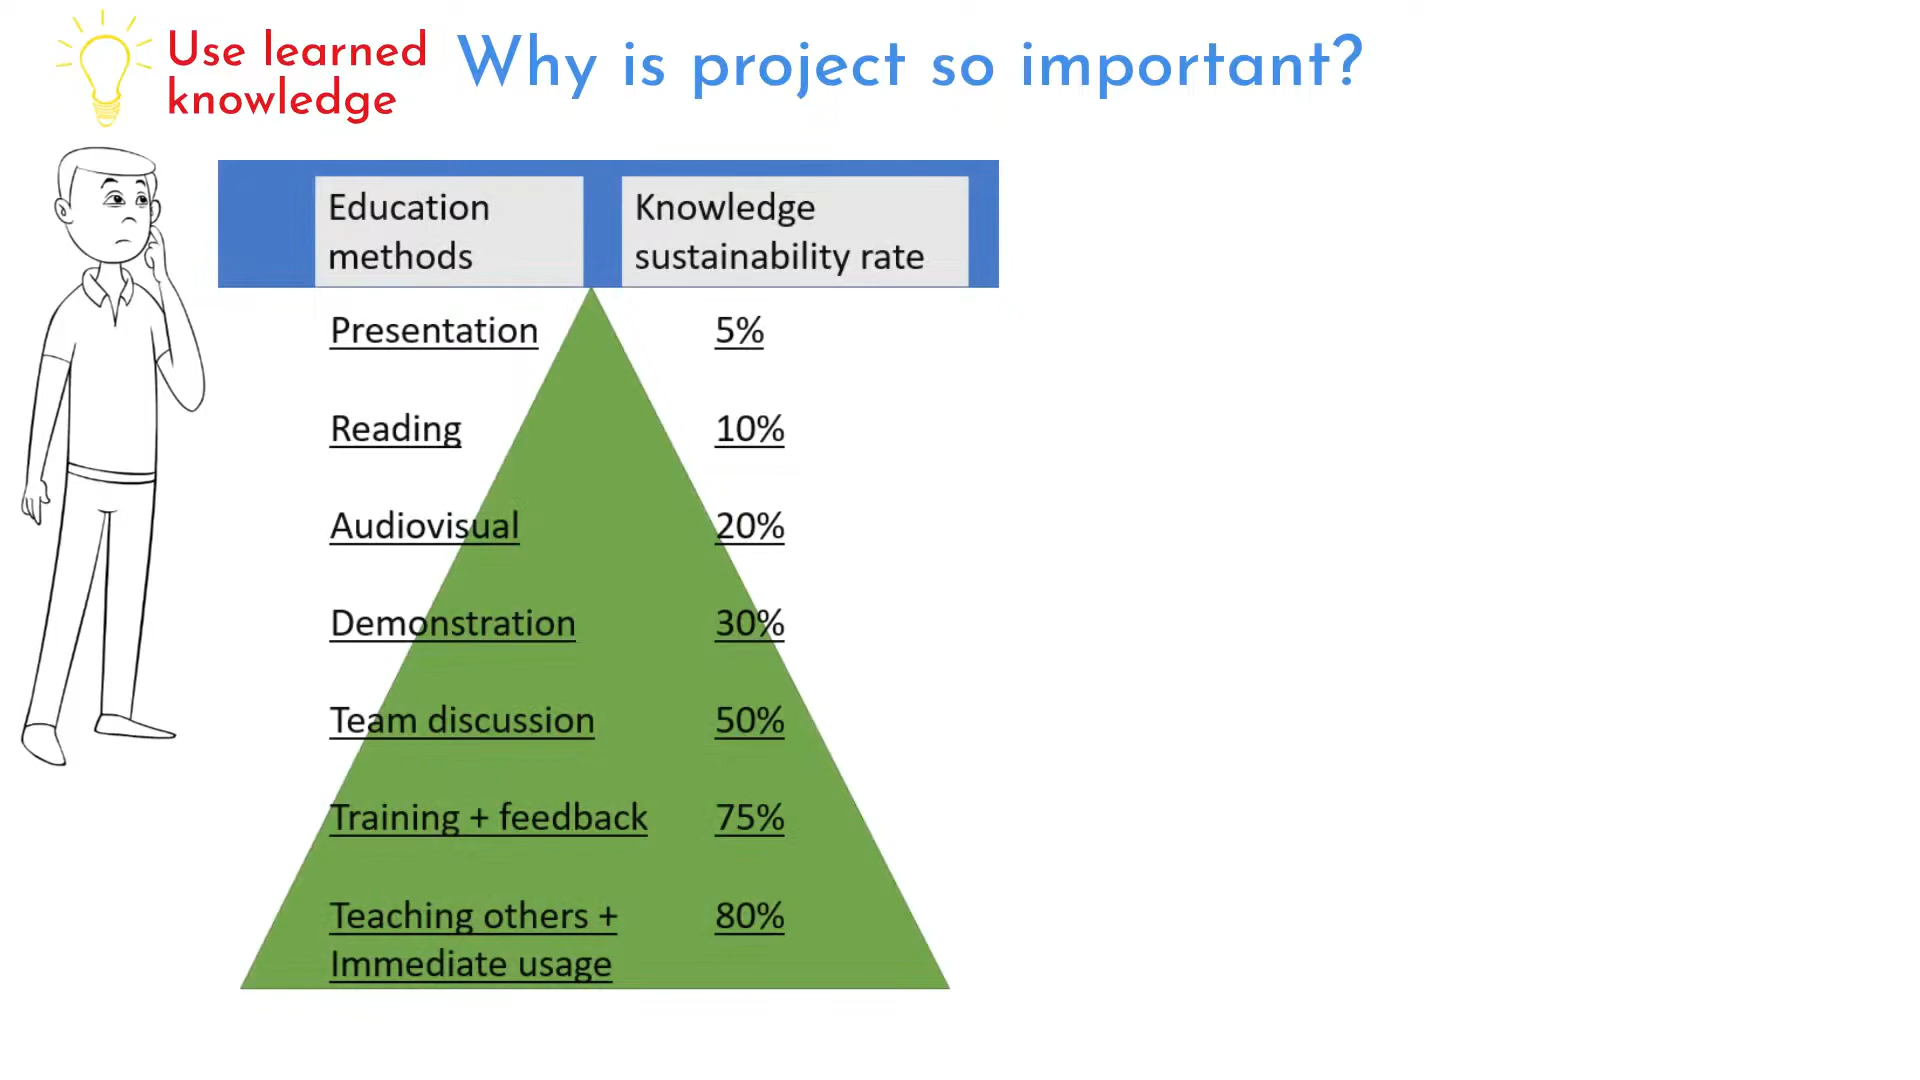 Use learned
knowledge
Why is project so important?
Education
methods
Knowledge
sustainability rate
Presentation 5%
Reading 10%
Audiovisual 20%
Demonstration 30%
Team discussion 50%
Training + feedback 75%
Teaching others + 80%
Immediate usage